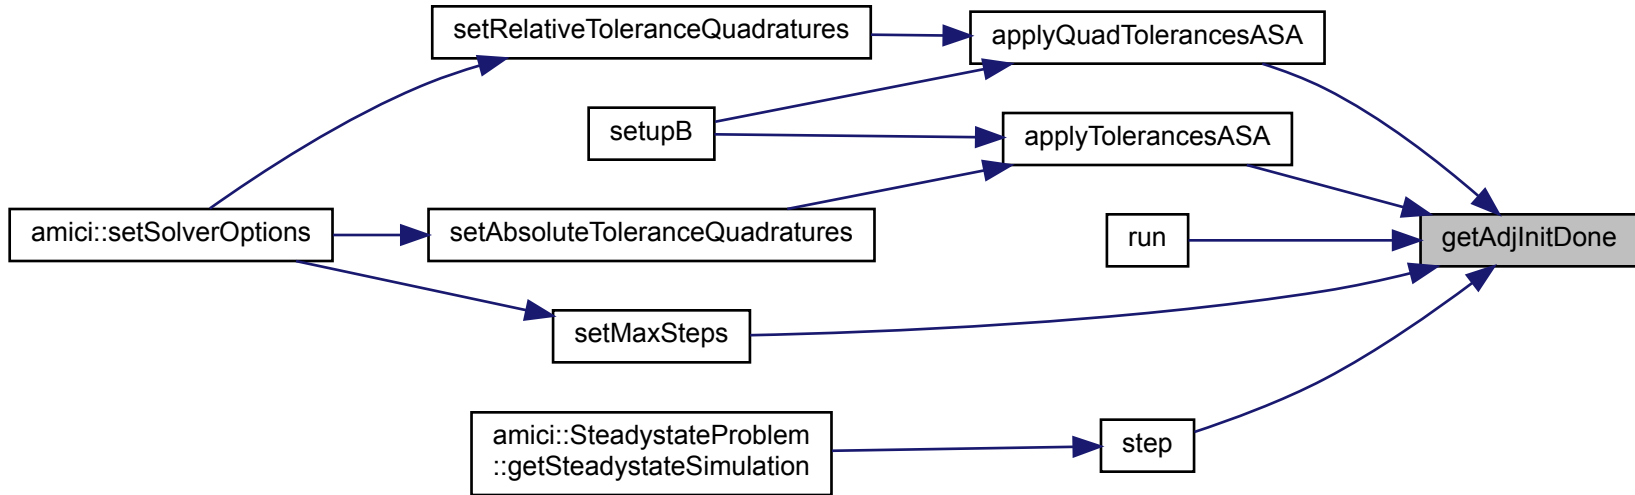 setRelativeToleranceQuadratures
applyQuadTolerancesASA
setupB
applyTolerancesASA
amici::setSolverOptions
setAbsoluteToleranceQuadratures
run
getAdjInitDone
setMaxSteps
amici::SteadystateProblem
::getSteadystateSimulation
step